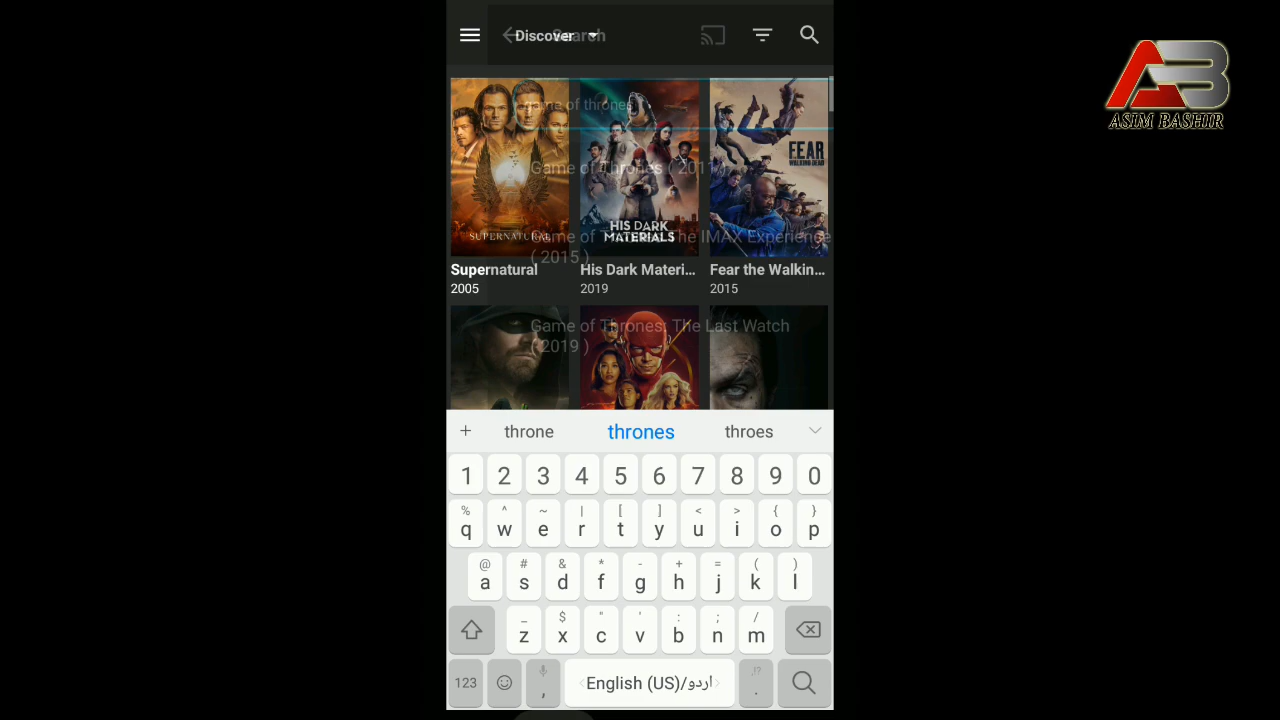 Discover
Search
game of thrones
Game of Thrones ( 2011 )
Game of Thrones: The IMAX Experience
( 2015 )
SUPERNATURAL
HIS DARK
MATERIALS
FEAR
WALKING DEAD
Supernatural
2005
His Dark Materi...
2019
Fear the Walkin...
2015
Game of Thrones: The Last Watch
( 2019 )
+ throne thrones throes
1 2 3 4 5 6 7 8 9 0
% ^ ~ | [ ] < > { }
q w e r t y u i o p
@ # & * - + = ( )
a s d f g h j k l
_ $ " ' : ; /
z x c v b n m
123 , English (US)/اردو .
,!?
AB
ASIM BASHIR